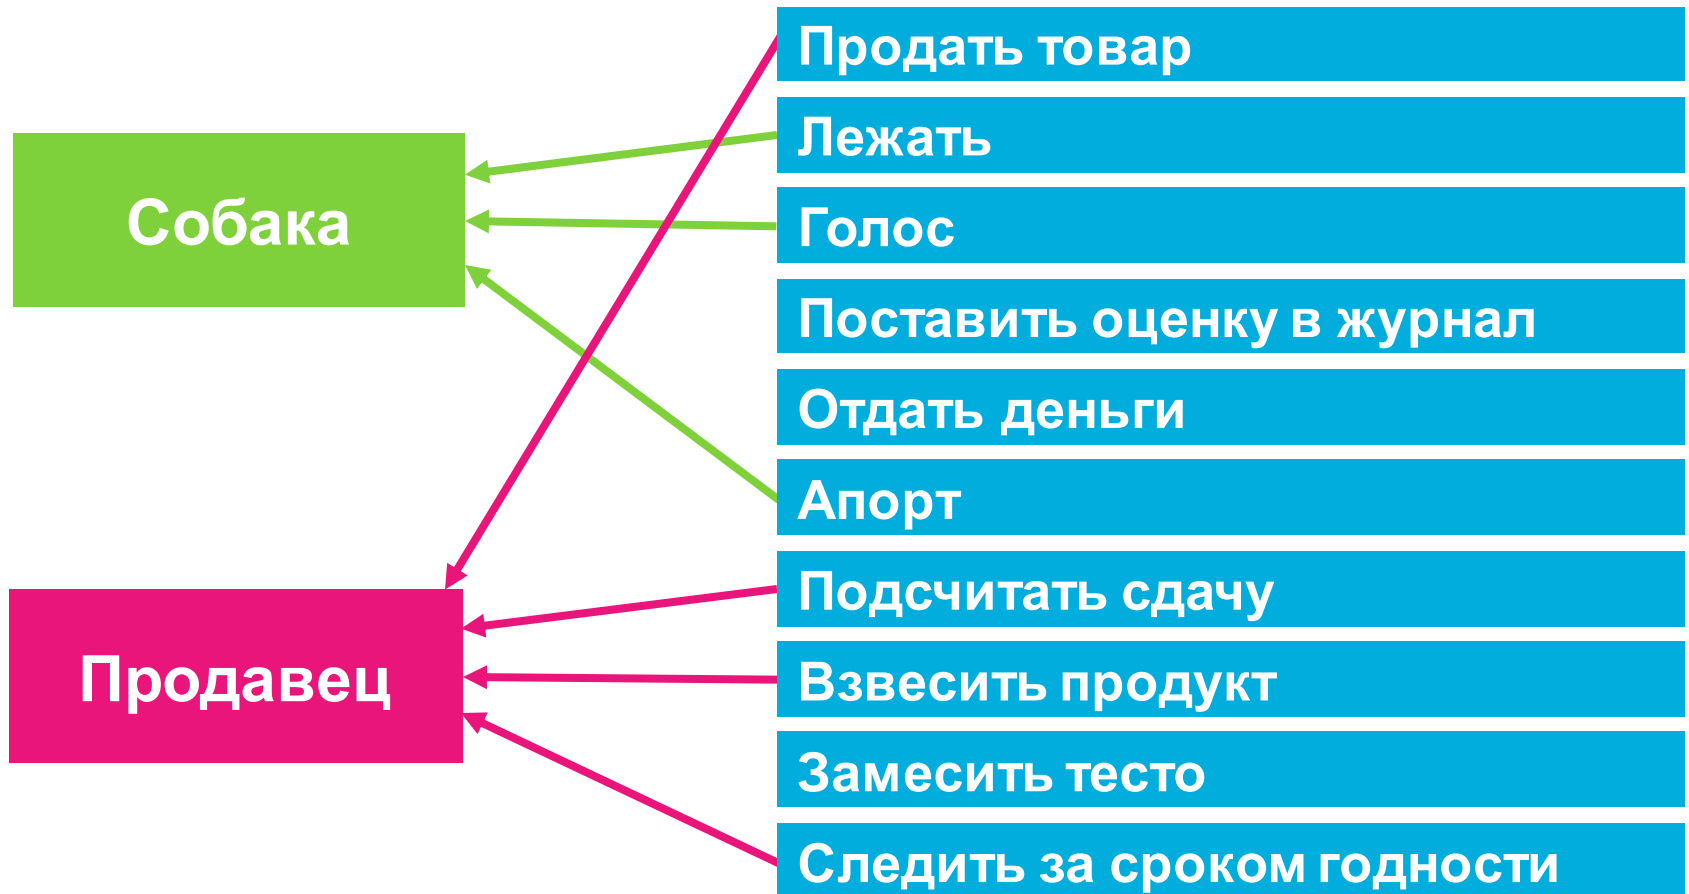 Продать товар
Лежать
Собака
Голос
Поставить оценку в журнал
Отдать деньги
Апорт
Подсчитать сдачу
Продавец
Взвесить продукт
Замесить тесто
Следить за сроком годности